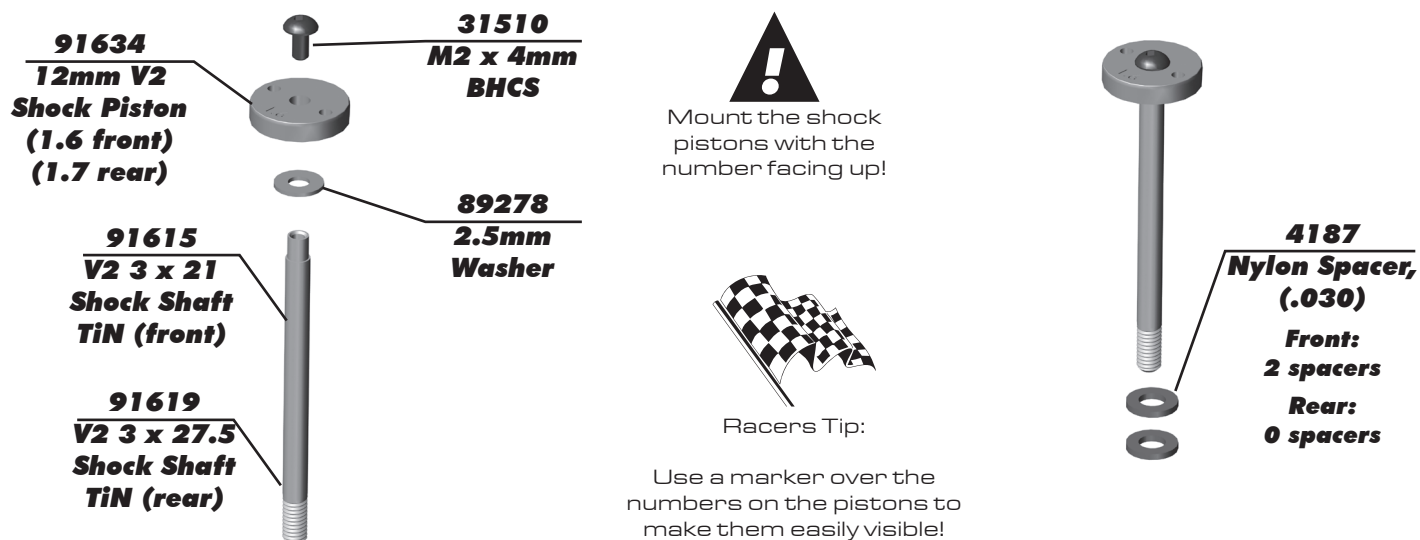 91634
12mm V2
Shock Piston
(1.6 front)
(1.7 rear)
31510
M2 x 4mm
BHCS
89278
2.5mm
Washer
91615
V2 3 x 21
Shock Shaft
TiN (front)
91619
V2 3 x 27.5
Shock Shaft
TiN (rear)
!
Mount the shock
pistons with the
number facing up!
Racers Tip:
Use a marker over the
numbers on the pistons to
make them easily visible!
4187
Nylon Spacer,
(.030)
Front:
2 spacers
Rear:
0 spacers